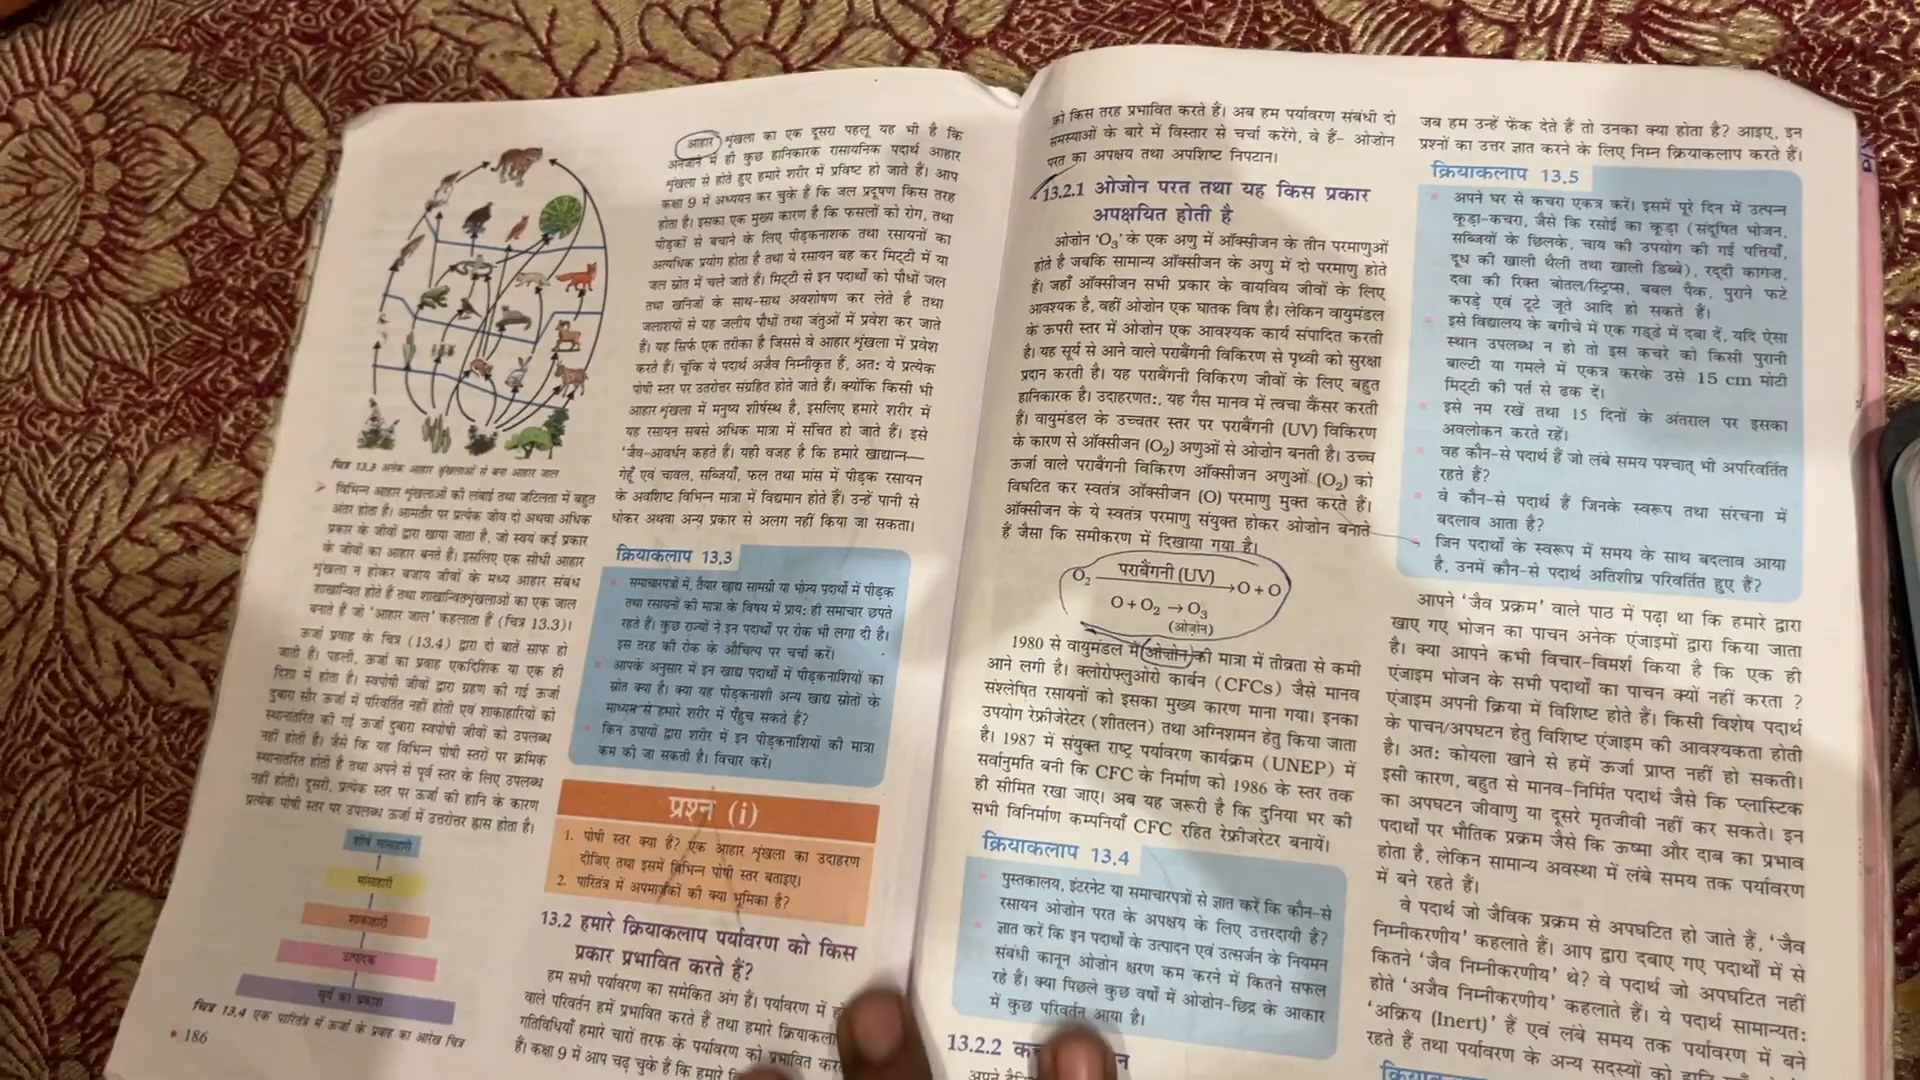 चित्र 13.3 अनेक आहार शृंखलाओं से बना आहार जाल
विभिन्न आहार शृंखलाओं की लंबाई तथा जटिलता में बहुत
अंतर होता है। आमतौर पर प्रत्येक जीव दो अथवा अधिक
प्रकार के जीवों द्वारा खाया जाता है, जो स्वयं कई प्रकार
के जीवों का आहार बनते हैं। इसलिए एक सीधी आहार
शृंखला न होकर बजाय जीवों के मध्य आहार संबंध
शाखान्वित होते हैं तथा शाखान्वित शृंखलाओं का एक जाल
बनाते हैं जो 'आहार जाल' कहलाता है (चित्र 13.3)।
ऊर्जा प्रवाह के चित्र (13.4) द्वारा दो बातें साफ हो
जाती हैं। पहली, ऊर्जा का प्रवाह एकदिशिक या एक ही
दिशा में होता है। स्वपोषी जीवों द्वारा ग्रहण की गई ऊर्जा
दुबारा सौर ऊर्जा में परिवर्तित नहीं होती एवं शाकाहारियों को
स्थानांतरित की गई ऊर्जा दुबारा स्वपोषी जीवों को उपलब्ध
नहीं होती है। जैसे कि यह विभिन्न पोषी स्तरों पर क्रमिक
स्थानांतरित होती है तथा अपने से पूर्व स्तर के लिए उपलब्ध
नहीं होती। दूसरी, प्रत्येक स्तर पर ऊर्जा की हानि के कारण
प्रत्येक पोषी स्तर पर उपलब्ध ऊर्जा में उत्तरोत्तर ह्रास होता है।
शीर्ष मांसाहारी
मांसाहारी
शाकाहारी
उत्पादक
सूर्य का प्रकाश
चित्र 13.4 एक पारितंत्र में ऊर्जा के प्रवाह का आरेख चित्र
186
आहार शृंखला का एक दूसरा पहलू यह भी है कि
अनजाने में ही कुछ हानिकारक रासायनिक पदार्थ आहार
शृंखला से होते हुए हमारे शरीर में प्रविष्ट हो जाते हैं। आप
कक्षा 9 में अध्ययन कर चुके हैं कि जल प्रदूषण किस तरह
होता है। इसका एक मुख्य कारण है कि फसलों को रोग, तथा
पीड़कों से बचाने के लिए पीड़कनाशक तथा रसायनों का
अत्यधिक प्रयोग होता है तथा ये रसायन बह कर मिट्टी में या
जल स्रोत में चले जाते हैं। मिट्टी से इन पदार्थों को पौधों जल
तथा खनिजों के साथ-साथ अवशोषण कर लेते है तथा
जलाशयों से यह जलीय पौधों तथा जंतुओं में प्रवेश कर जाते
हैं। यह सिर्फ एक तरीका है जिससे वे आहार शृंखला में प्रवेश
करते हैं। चूंकि ये पदार्थ अजैव निम्नीकृत हैं, अत: ये प्रत्येक
पोषी स्तर पर उतरोत्तर संग्रहित होते जाते हैं। क्योंकि किसी भी
आहार शृंखला में मनुष्य शीर्षस्थ है, इसलिए हमारे शरीर में
यह रसायन सबसे अधिक मात्रा में संचित हो जाते हैं। इसे
'जैव-आवर्धन कहते हैं। यही वजह है कि हमारे खाद्यान्न—
गेहूँ एवं चावल, सब्जियाँ, फल तथा मांस में पीड़क रसायन
के अवशिष्ट विभिन्न मात्रा में विद्यमान होते हैं। उन्हें पानी से
धोकर अथवा अन्य प्रकार से अलग नहीं किया जा सकता।
क्रियाकलाप 13.3
समाचारपत्रों में, तैयार खाद्य सामग्री या भोज्य पदार्थों में पीड़क
तथा रसायनों की मात्रा के विषय में प्राय: ही समाचार छपते
रहते हैं। कुछ राज्यों ने इन पदार्थों पर रोक भी लगा दी है।
इस तरह की रोक के औचित्य पर चर्चा करें।
आपके अनुसार में इन खाद्य पदार्थों में पीड़कनाशियों का
स्रोत क्या है। क्या यह पीड़कनाशी अन्य खाद्य स्रोतों के
माध्यम से हमारे शरीर में पहुँच सकते हैं?
किन उपायों द्वारा शरीर में इन पीड़कनाशियों की मात्रा
कम की जा सकती है। विचार करें।
प्रश्न (i)
1. पोषी स्तर क्या हैं? एक आहार शृंखला का उदाहरण
दीजिए तथा इसमें विभिन्न पोषी स्तर बताइए।
2. पारितंत्र में अपमार्जकों की क्या भूमिका है?
13.2 हमारे क्रियाकलाप पर्यावरण को किस
प्रकार प्रभावित करते हैं?
हम सभी पर्यावरण का समेकित अंग हैं। पर्यावरण में
वाले परिवर्तन हमें प्रभावित करते हैं तथा हमारे
गतिविधियाँ हमारे चारों तरफ के पर्यावरण को प्रभावित
हैं। कक्षा 9 में आप चढ़ चुके हैं कि हमारे
को किस तरह प्रभावित करते हैं। अब हम पर्यावरण संबंधी दो
समस्याओं के बारे में विस्तार से चर्चा करेंगे, वे हैं- ओज़ोन
परत का अपक्षय तथा अपशिष्ट निपटान।
13.2.1 ओज़ोन परत तथा यह किस प्रकार
अपक्षयित होती है
ओज़ोन 'O₃' के एक अणु में ऑक्सीजन के तीन परमाणुओं
होते है जबकि सामान्य ऑक्सीजन के अणु में दो परमाणु होते
हैं। जहाँ ऑक्सीजन सभी प्रकार के वायविय जीवों के लिए
आवश्यक है, वहीं ओज़ोन एक घातक विष है। लेकिन वायुमंडल
के ऊपरी स्तर में ओज़ोन एक आवश्यक कार्य संपादित करती
है। यह सूर्य से आने वाले पराबैंगनी विकिरण से पृथ्वी को सुरक्षा
प्रदान करती है। यह पराबैंगनी विकिरण जीवों के लिए बहुत
हानिकारक है। उदाहरणत:, यह गैस मानव में त्वचा कैंसर करती
हैं। वायुमंडल के उच्चतर स्तर पर पराबैंगनी (UV) विकिरण
के कारण से ऑक्सीजन (O₂) अणुओं से ओज़ोन बनती है। उच्च
ऊर्जा वाले पराबैंगनी विकिरण ऑक्सीजन अणुओं (O₂) को
विघटित कर स्वतंत्र ऑक्सीजन (O) परमाणु मुक्त करते हैं।
ऑक्सीजन के ये स्वतंत्र परमाणु संयुक्त होकर ओज़ोन बनाते
हैं जैसा कि समीकरण में दिखाया गया है।
O₂ पराबैंगनी (UV) → O + O
O + O₂ → O₃
(ओज़ोन)
1980 से वायुमंडल में ओज़ोन की मात्रा में तीव्रता से कमी
आने लगी है। क्लोरोफ्लुओरो कार्बन (CFCs) जैसे मानव
संश्लेषित रसायनों को इसका मुख्य कारण माना गया। इनका
उपयोग रेफ्रीजेरेटर (शीतलन) तथा अग्निशमन हेतु किया जाता
है। 1987 में संयुक्त राष्ट्र पर्यावरण कार्यक्रम (UNEP) में
सर्वानुमति बनी कि CFC के निर्माण को 1986 के स्तर तक
ही सीमित रखा जाए। अब यह जरूरी है कि दुनिया भर की
सभी विनिर्माण कम्पनियाँ CFC रहित रेफ्रीजरेटर बनायें।
क्रियाकलाप 13.4
पुस्तकालय, इंटरनेट या समाचारपत्रों से ज्ञात करें कि कौन-से
रसायन ओज़ोन परत के अपक्षय के लिए उत्तरदायी हैं?
ज्ञात करें कि इन पदार्थों के उत्पादन एवं उत्सर्जन के नियमन
संबंधी कानून ओज़ोन क्षरण कम करने में कितने सफल
रहे हैं। क्या पिछले कुछ वर्षों में ओज़ोन-छिद्र के आकार
में कुछ परिवर्तन आया है।
13.2.2
जब हम उन्हें फेंक देते हैं तो उनका क्या होता है? आइए, इन
प्रश्नों का उत्तर ज्ञात करने के लिए निम्न क्रियाकलाप करते हैं।
क्रियाकलाप 13.5
अपने घर से कचरा एकत्र करें। इसमें पूरे दिन में उत्पन्न
कूड़ा-कचरा, जैसे कि रसोई का कूड़ा (संदूषित भोजन,
सब्जियों के छिलके, चाय की उपयोग की गई पत्तियाँ,
दूध की खाली थैली तथा खाली डिब्बे), रद्दी कागज़,
दवा की रिक्त बोतल/स्ट्रिप्स, बबल पैक, पुराने फटे
कपड़े एवं टूटे जूते आदि हो सकते हैं।
इसे विद्यालय के बगीचे में एक गड्ढे में दबा दें, यदि ऐसा
स्थान उपलब्ध न हो तो इस कचरे को किसी पुरानी
बाल्टी या गमले में एकत्र करके उसे 15 cm मोटी
मिट्टी की पर्त से ढक दें।
इसे नम रखें तथा 15 दिनों के अंतराल पर इसका
अवलोकन करते रहें।
वह कौन-से पदार्थ हैं जो लंबे समय पश्चात् भी अपरिवर्तित
रहते हैं?
वे कौन-से पदार्थ हैं जिनके स्वरूप तथा संरचना में
बदलाव आता है?
जिन पदार्थों के स्वरूप में समय के साथ बदलाव आया
है, उनमें कौन-से पदार्थ अतिशीघ्र परिवर्तित हुए हैं?
आपने 'जैव प्रक्रम' वाले पाठ में पढ़ा था कि हमारे द्वारा
खाए गए भोजन का पाचन अनेक एंजाइमों द्वारा किया जाता
है। क्या आपने कभी विचार-विमर्श किया है कि एक ही
एंजाइम भोजन के सभी पदार्थों का पाचन क्यों नहीं करता ?
एंजाइम अपनी क्रिया में विशिष्ट होते हैं। किसी विशेष पदार्थ
के पाचन/अपघटन हेतु विशिष्ट एंजाइम की आवश्यकता होती
है। अत: कोयला खाने से हमें ऊर्जा प्राप्त नहीं हो सकती।
इसी कारण, बहुत से मानव-निर्मित पदार्थ जैसे कि प्लास्टिक
का अपघटन जीवाणु या दूसरे मृतजीवी नहीं कर सकते। इन
पदार्थों पर भौतिक प्रक्रम जैसे कि ऊष्मा और दाब का प्रभाव
होता है, लेकिन सामान्य अवस्था में लंबे समय तक पर्यावरण
में बने रहते हैं।
वे पदार्थ जो जैविक प्रक्रम से अपघटित हो जाते हैं, 'जैव
निम्नीकरणीय' कहलाते हैं। आप द्वारा दबाए गए पदार्थों में से
कितने 'जैव निम्नीकरणीय' थे? वे पदार्थ जो अपघटित नहीं
होते 'अजैव निम्नीकरणीय' कहलाते हैं। ये पदार्थ सामान्यत:
'अक्रिय (Inert)' हैं एवं लंबे समय तक पर्यावरण में बने
रहते हैं तथा पर्यावरण के अन्य सदस्यों को हानि